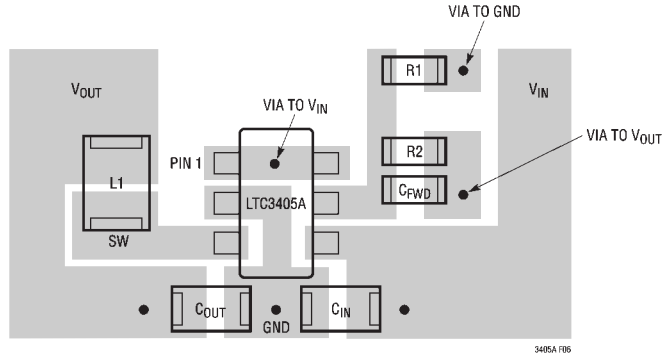 VIA TO GND
R1
VOUT
VIN
VIA TO VIN
VIA TO VOUT
PIN 1
R2
L1
LTC3405A
CFWD
SW
COUT
GND
CIN
3405A F06